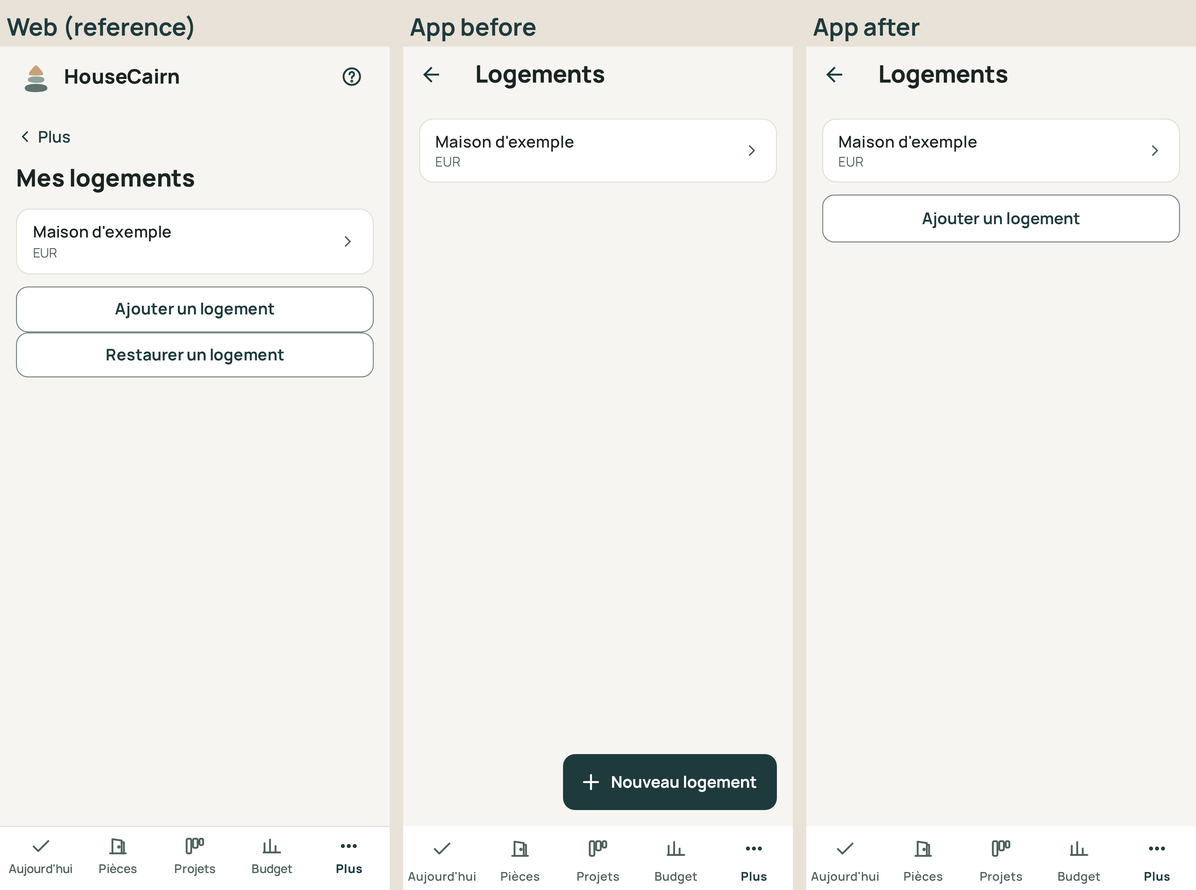 Web (reference)
HouseCairn
Plus
Mes logements
Maison d'exemple
EUR
Ajouter un logement
Restaurer un logement
Aujourd'hui
Pièces
Projets
Budget
Plus
App before
Logements
Maison d'exemple
EUR
Nouveau logement
Aujourd'hui
Pièces
Projets
Budget
Plus
App after
Logements
Maison d'exemple
EUR
Ajouter un logement
Aujourd'hui
Pièces
Projets
Budget
Plus